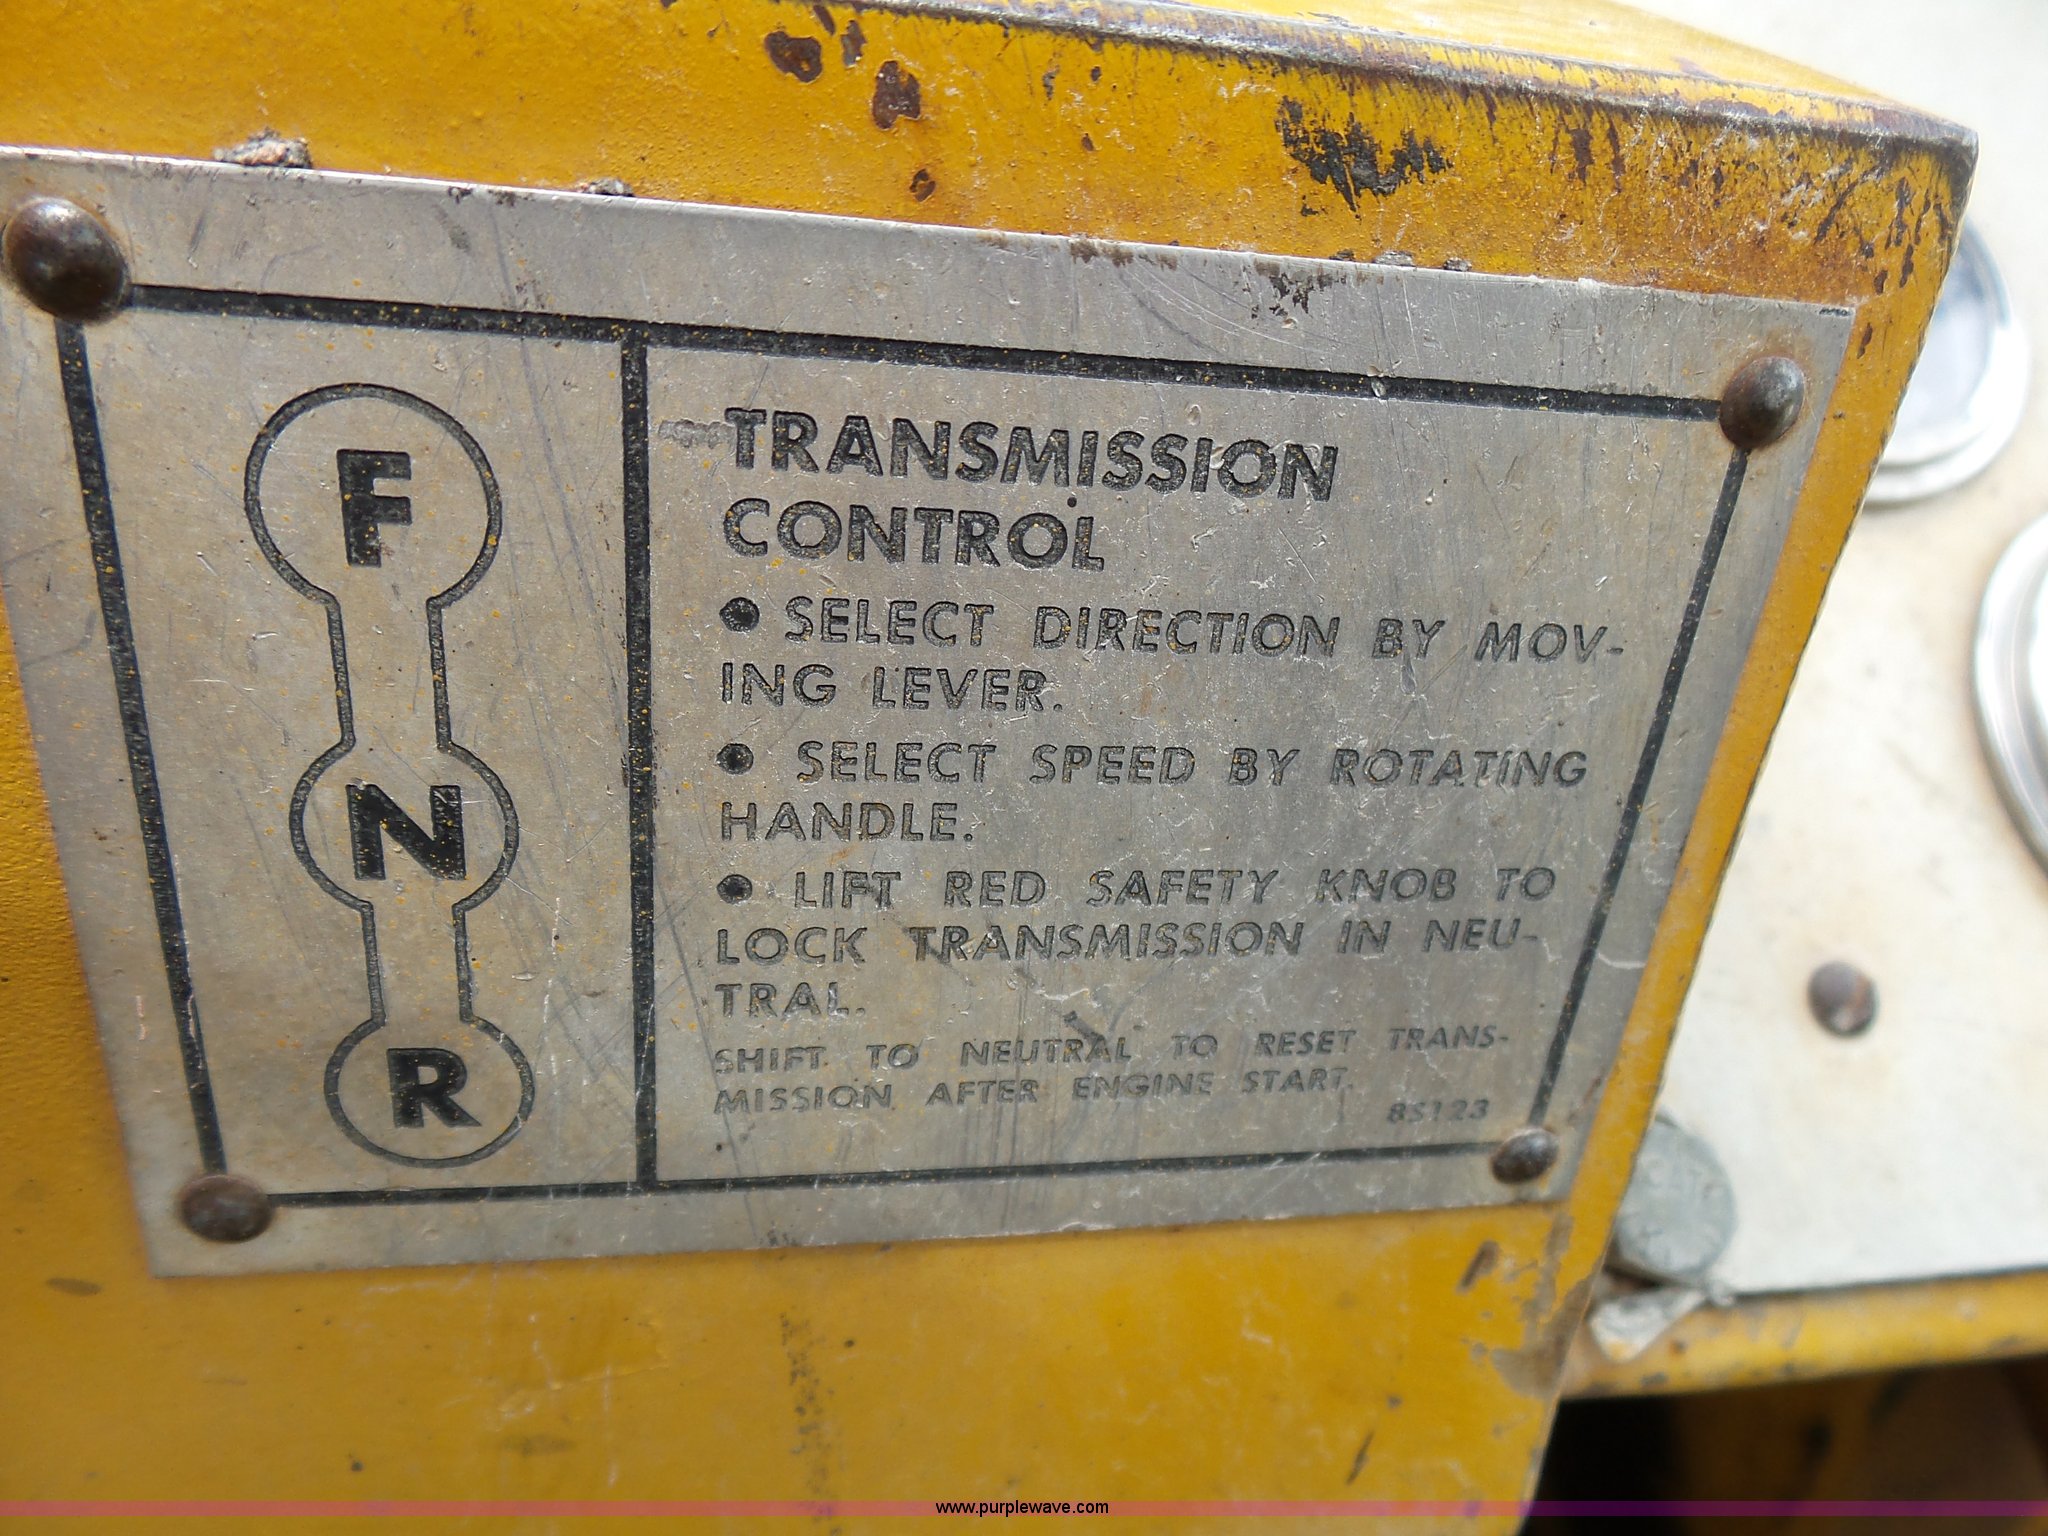 F
N
R
TRANSMISSION
CONTROL
● SELECT DIRECTION BY MOV-
ING LEVER.
● SELECT SPEED BY ROTATING
HANDLE.
● LIFT RED SAFETY KNOB TO
LOCK TRANSMISSION IN NEU-
TRAL.
SHIFT TO NEUTRAL TO RESET TRANS-
MISSION AFTER ENGINE START.
8S123
www.purplewave.com